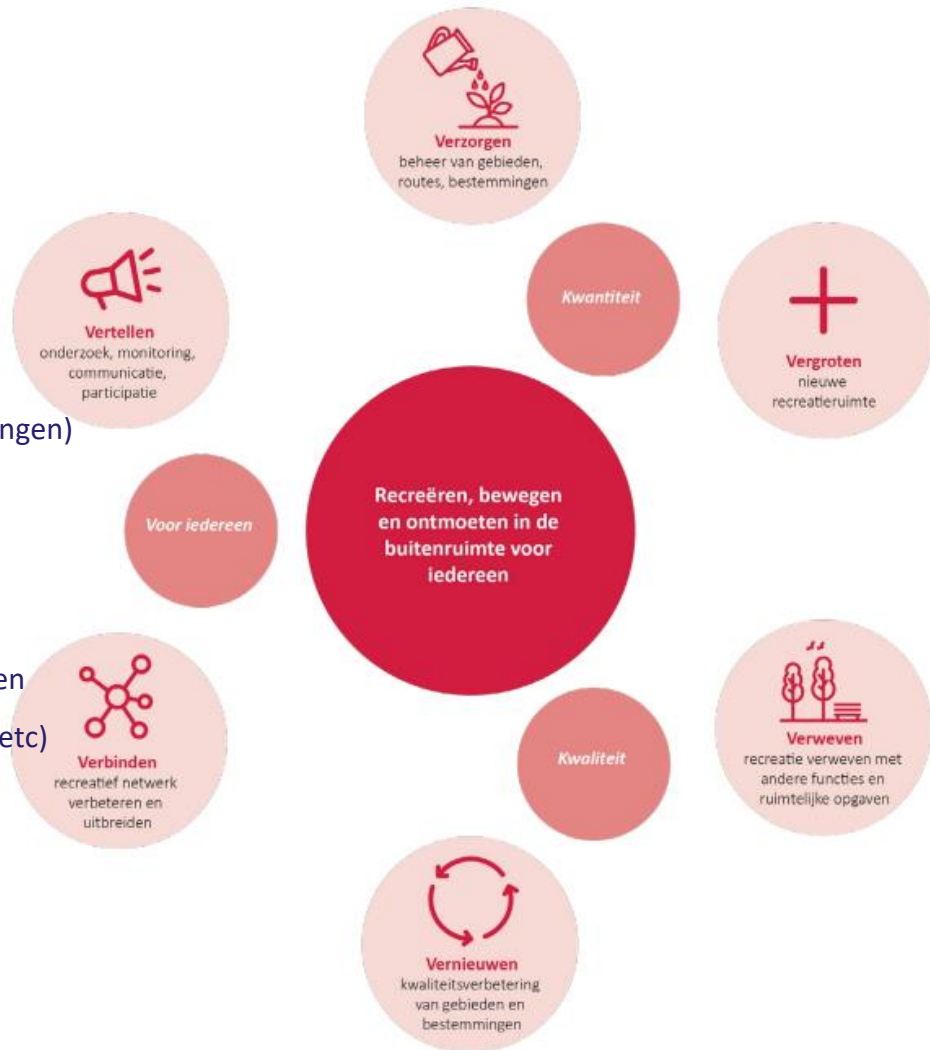 Verzorgen
beheer van gebieden,
routes, bestemmingen
Kwantiteit
Vergroten
nieuwe
recreatieruimte
Vertellen
onderzoek, monitoring,
communicatie,
participatie
ngen)
Voor iedereen
Recreëren, bewegen
en ontmoeten in de
buitenruimte voor
iedereen
en
etc)
Verbinden
recreatief netwerk
verbeteren en
uitbreiden
Kwaliteit
Verweven
recreatie verweven met
andere functies en
ruimtelijke opgaven
Vernieuwen
kwaliteitsverbetering
van gebieden en
bestemmingen